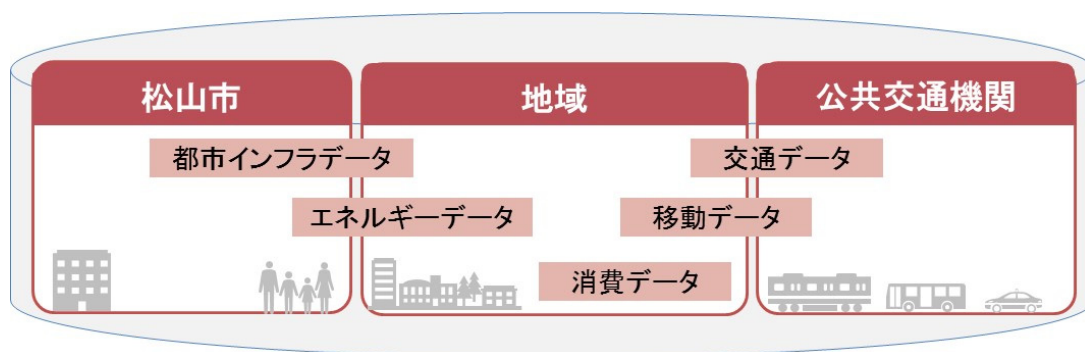 松山市
地域
公共交通機関
都市インフラデータ
交通データ
エネルギーデータ
移動データ
消費データ